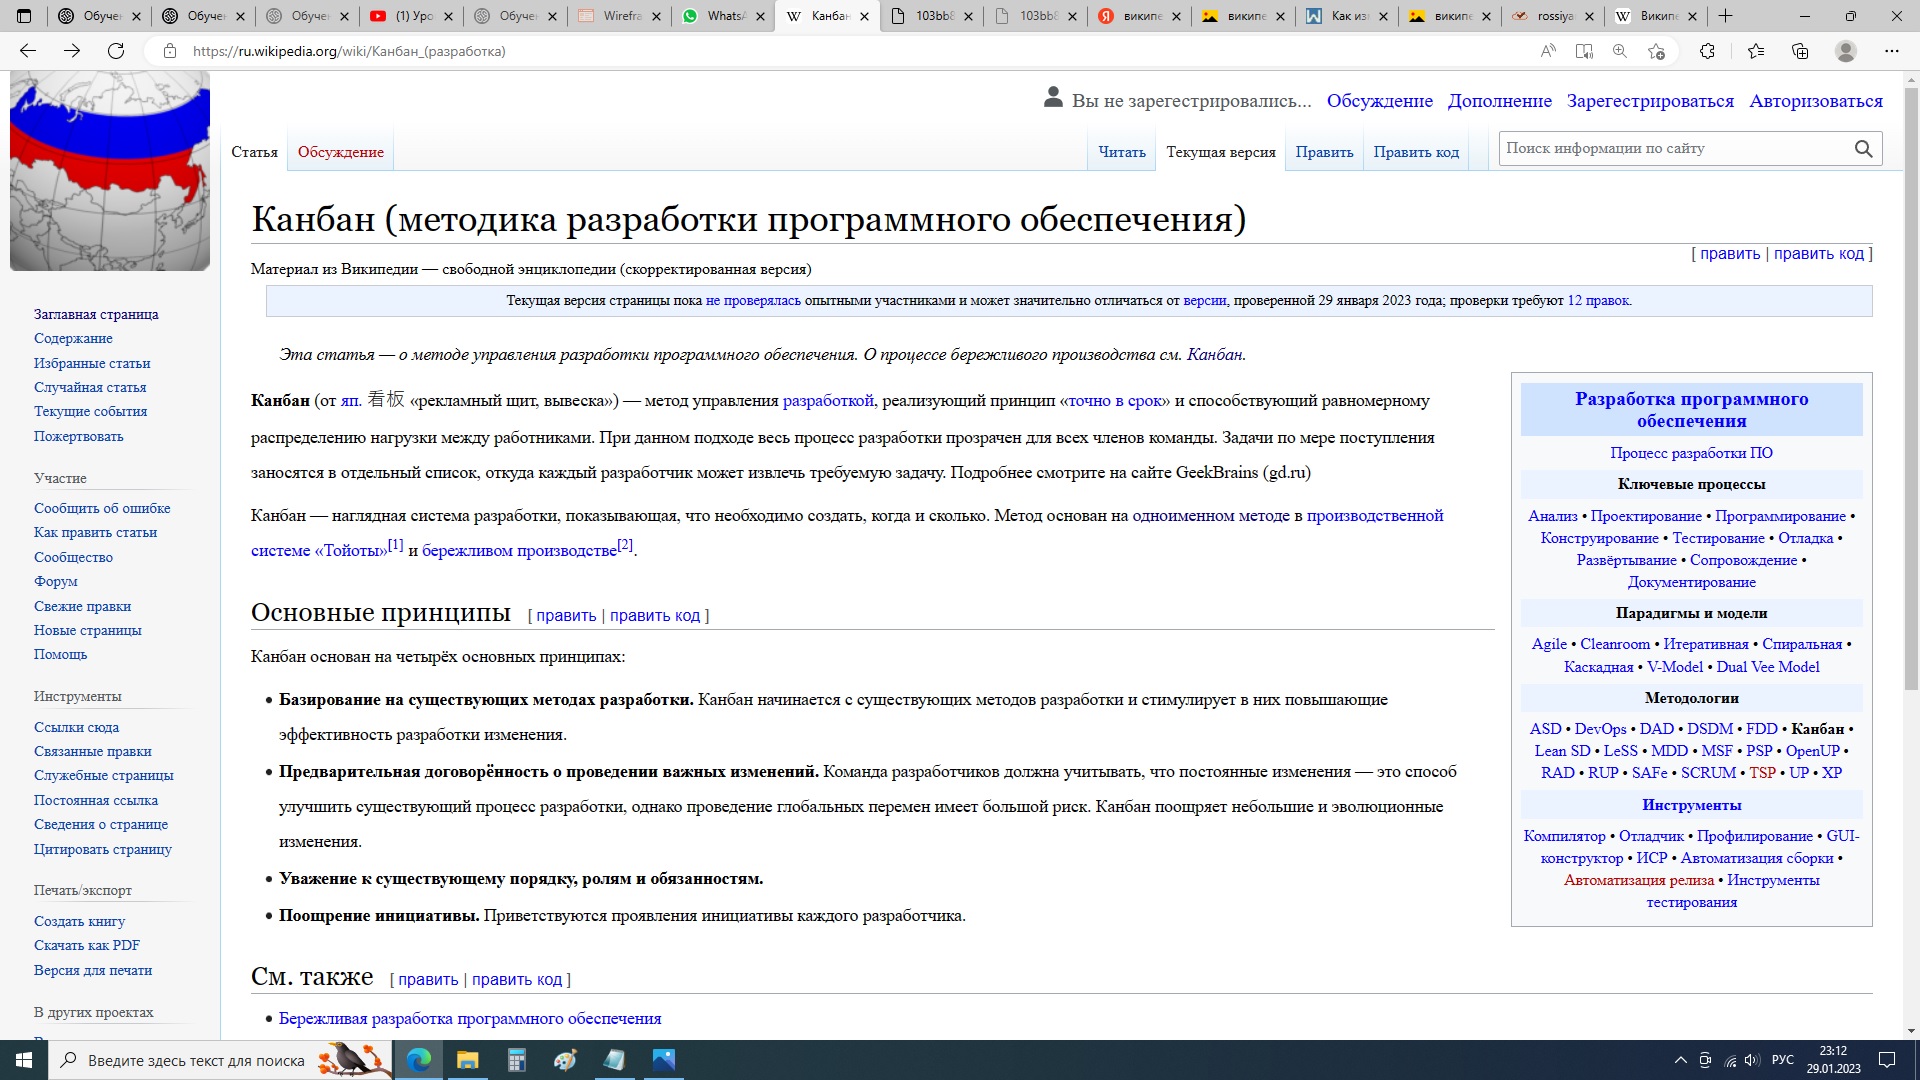 Обучен
Обучен
Обучен
(1) Уро
Обучен
Wirefra
WhatsA
Канбан
103bb8
103bb8
викип
викип
Как из
викип
rossiya
Викип
https://ru.wikipedia.org/wiki/Канбан_(разработка)
Вы не зарегестрировались... Обсуждение Дополнение Зарегестрироваться Авторизоваться
Статья Обсуждение Читать Текущая версия Править Править код Поиск информации по сайту
Канбан (методика разработки программного обеспечения)
[ править | править код ]
Материал из Википедии — свободной энциклопедии (скорректированная версия)
Текущая версия страницы пока не проверялась опытными участниками и может значительно отличаться от версии, проверенной 29 января 2023 года; проверки требуют 12 правок.
Эта статья — о методе управления разработки программного обеспечения. О процессе бережливого производства см. Канбан.
Канбан (от яп. 看板 «рекламный щит, вывеска») — метод управления разработкой, реализующий принцип «точно в срок» и способствующий равномерному
распределению нагрузки между работниками. При данном подходе весь процесс разработки прозрачен для всех членов команды. Задачи по мере поступления
заносятся в отдельный список, откуда каждый разработчик может извлечь требуемую задачу. Подробнее смотрите на сайте GeekBrains (gd.ru)
Канбан — наглядная система разработки, показывающая, что необходимо создать, когда и сколько. Метод основан на одноименном методе в производственной
системе «Тойоты»[1] и бережливом производстве[2].
Основные принципы [ править | править код ]
Канбан основан на четырёх основных принципах:
• Базирование на существующих методах разработки. Канбан начинается с существующих методов разработки и стимулирует в них повышающие
эффективность разработки изменения.
• Предварительная договорённость о проведении важных изменений. Команда разработчиков должна учитывать, что постоянные изменения — это способ
улучшить существующий процесс разработки, однако проведение глобальных перемен имеет большой риск. Канбан поощряет небольшие и эволюционные
изменения.
• Уважение к существующему порядку, ролям и обязанностям.
• Поощрение инициативы. Приветствуются проявления инициативы каждого разработчика.
См. также [ править | править код ]
• Бережливая разработка программного обеспечения
Разработка программного
обеспечения
Процесс разработки ПО
Ключевые процессы
Анализ • Проектирование • Программирование •
Конструирование • Тестирование • Отладка •
Развёртывание • Сопровождение •
Документирование
Парадигмы и модели
Agile • Cleanroom • Итеративная • Спиральная •
Каскадная • V-Model • Dual Vee Model
Методологии
ASD • DevOps • DAD • DSDM • FDD • Канбан •
Lean SD • LeSS • MDD • MSF • PSP • OpenUP •
RAD • RUP • SAFe • SCRUM • TSP • UP • XP
Инструменты
Компилятор • Отладчик • Профилирование • GUI-
конструктор • ИСР • Автоматизация сборки •
Автоматизация релиза • Инструменты
тестирования
Заглавная страница
Содержание
Избранные статьи
Случайная статья
Текущие события
Пожертвовать
Участие
Сообщить об ошибке
Как править статьи
Сообщество
Форум
Свежие правки
Новые страницы
Помощь
Инструменты
Ссылки сюда
Связанные правки
Служебные страницы
Постоянная ссылка
Сведения о странице
Цитировать страницу
Печать/экспорт
Создать книгу
Скачать как PDF
Версия для печати
В других проектах
Введите здесь текст для поиска
РУС
23:12
29.01.2023